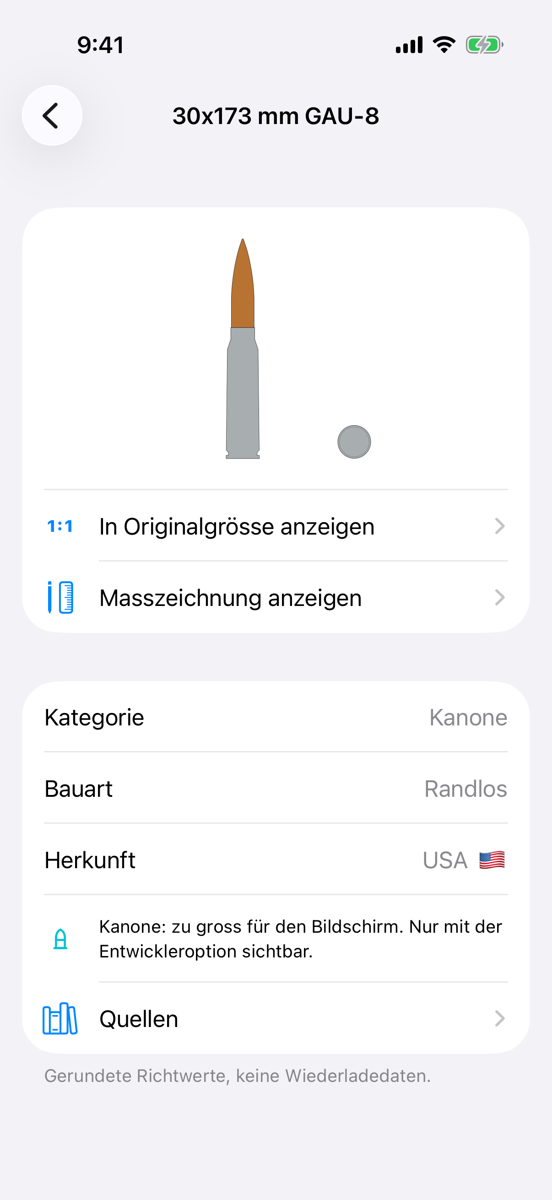 9:41
30x173 mm GAU-8
1:1 In Originalgrösse anzeigen
Masszeichnung anzeigen
Kategorie Kanone
Bauart Randlos
Herkunft USA 🇺🇸
Kanone: zu gross für den Bildschirm. Nur mit der
Entwickleroption sichtbar.
Quellen
Gerundete Richtwerte, keine Wiederladedaten.